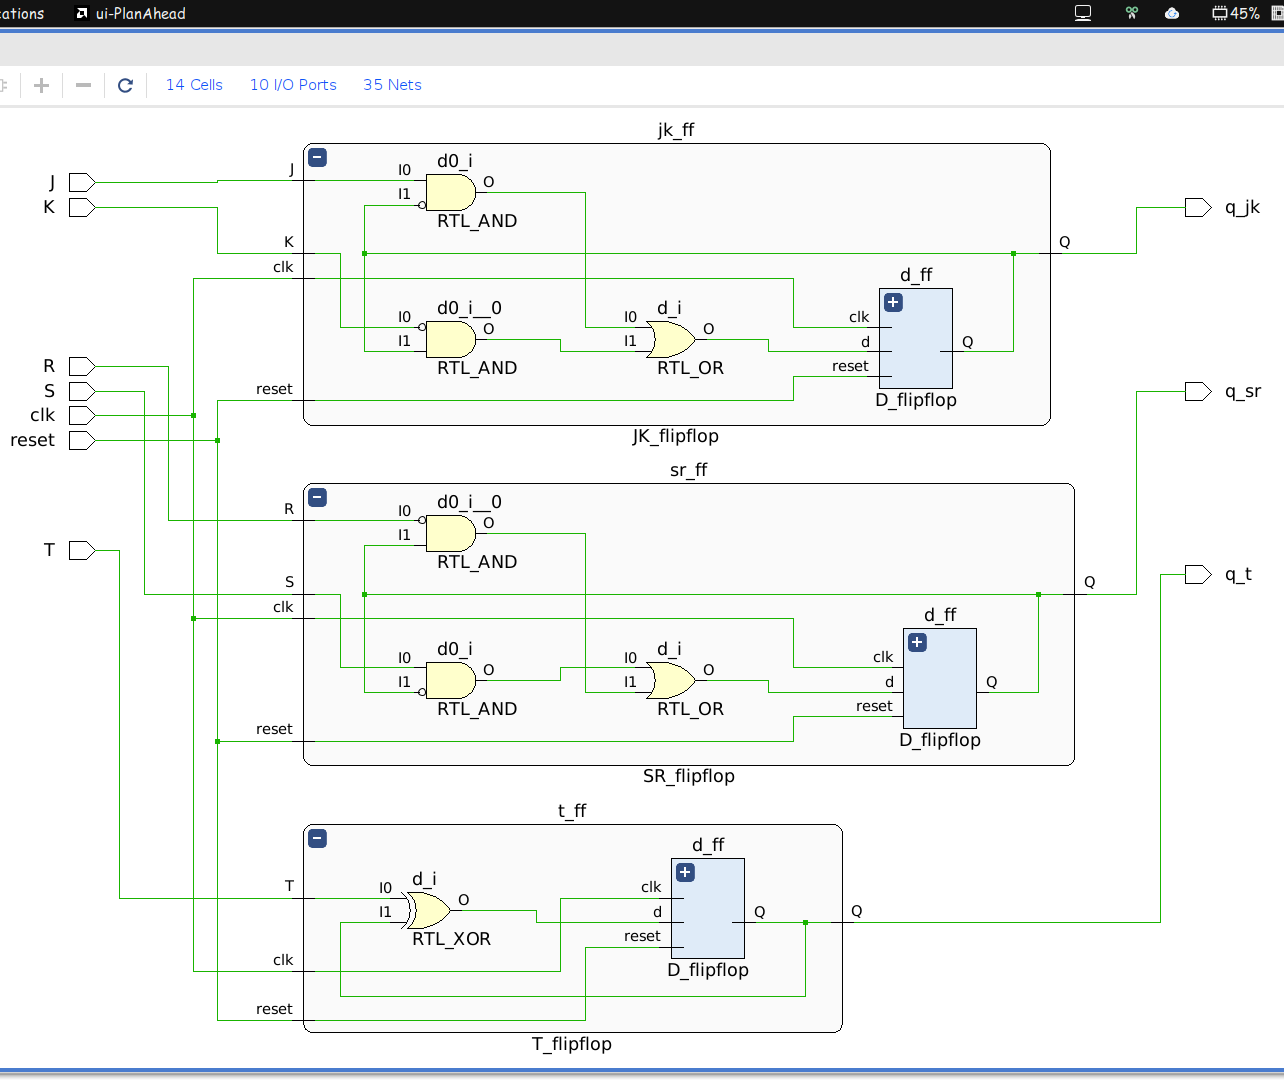 cations ui-PlanAhead 45%
14 Cells 10 I/O Ports 35 Nets
jk_ff
d0_i
J
I0
O
I1
RTL_AND
J
K
K
clk
d0_i__0
I0
O
I1
RTL_AND
d_i
I0
O
I1
RTL_OR
d_ff
clk
d
Q
reset
D_flipflop
reset
Q
q_jk
JK_flipflop
R
S
clk
reset
sr_ff
R
d0_i__0
I0
O
I1
RTL_AND
S
clk
d0_i
I0
O
I1
RTL_AND
d_i
I0
O
I1
RTL_OR
d_ff
clk
d
Q
reset
D_flipflop
reset
Q
q_sr
SR_flipflop
T
t_ff
T
d_i
I0
O
I1
RTL_XOR
d_ff
clk
d
Q
reset
D_flipflop
clk
reset
Q
q_t
T_flipflop